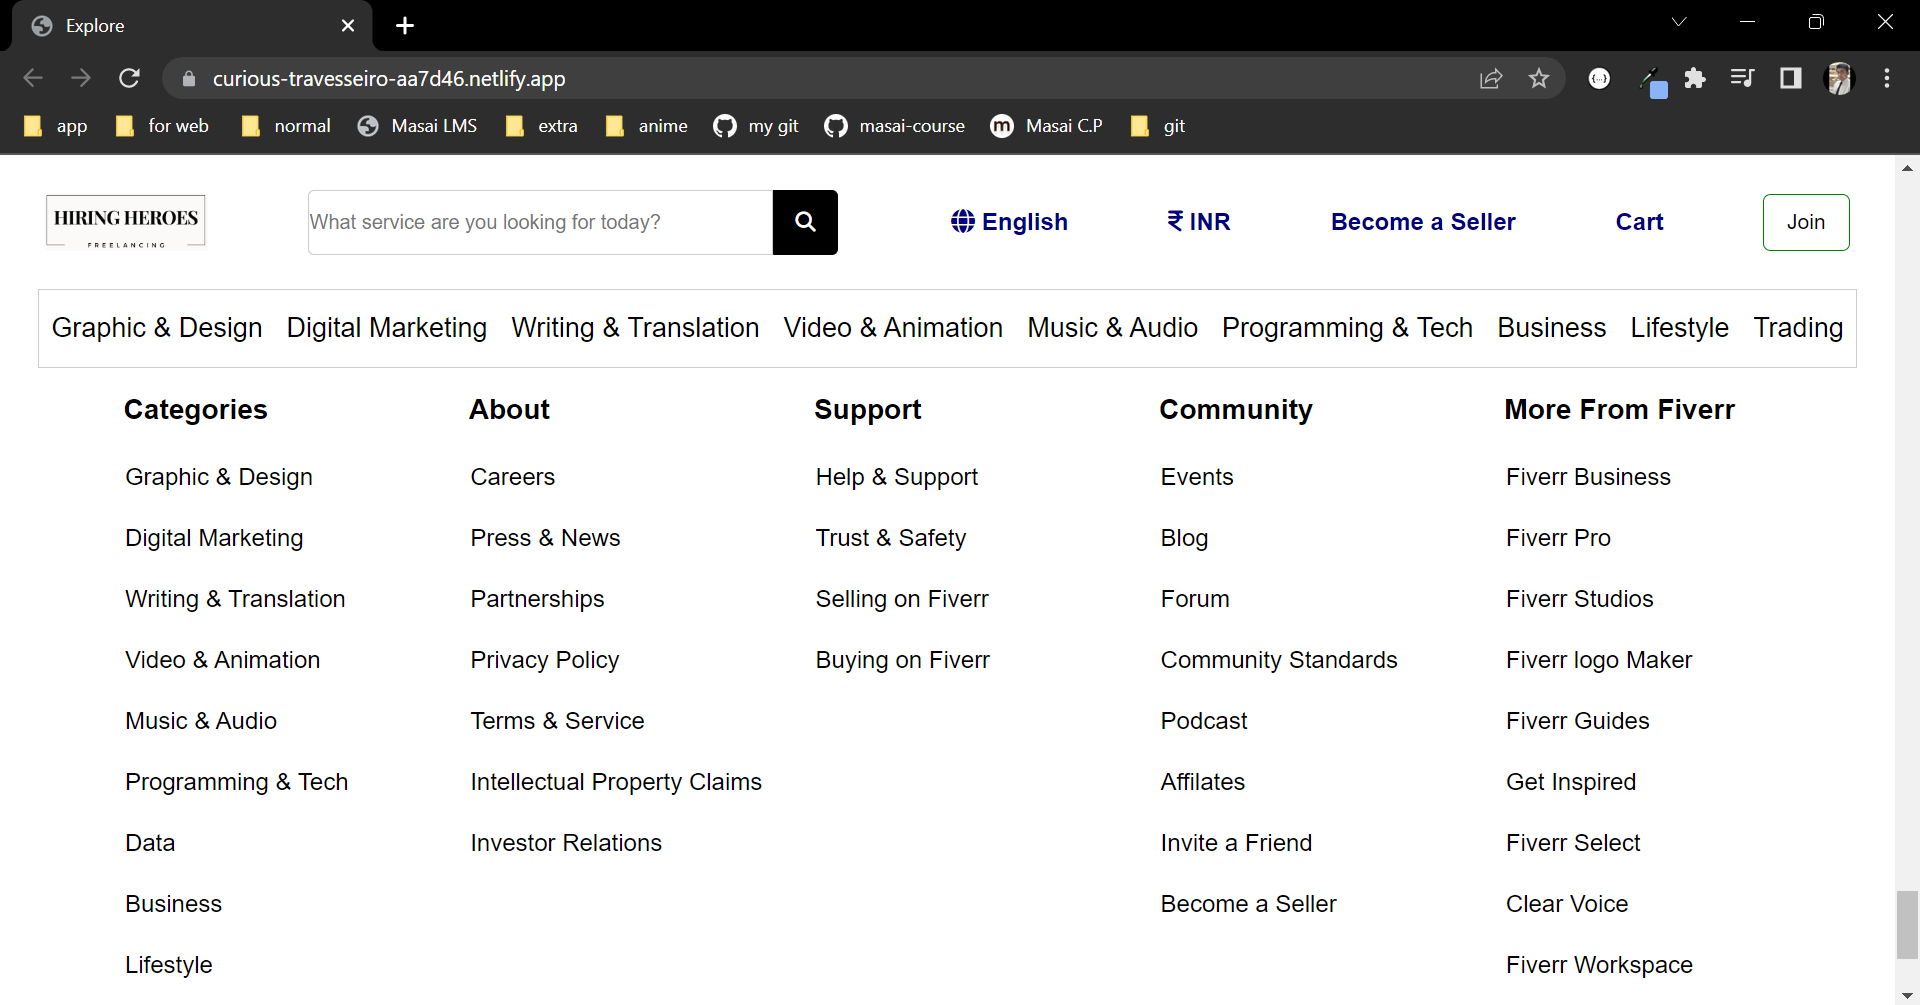 Explore
curious-travesseiro-aa7d46.netlify.app
app for web normal Masai LMS extra anime my git masai-course m Masai C.P git
HIRING HEROES
FREELANCING
What service are you looking for today?
English
₹ INR
Become a Seller
Cart
Join
Graphic & Design Digital Marketing Writing & Translation Video & Animation Music & Audio Programming & Tech Business Lifestyle Trading
Categories
Graphic & Design
Digital Marketing
Writing & Translation
Video & Animation
Music & Audio
Programming & Tech
Data
Business
Lifestyle
About
Careers
Press & News
Partnerships
Privacy Policy
Terms & Service
Intellectual Property Claims
Investor Relations
Support
Help & Support
Trust & Safety
Selling on Fiverr
Buying on Fiverr
Community
Events
Blog
Forum
Community Standards
Podcast
Affilates
Invite a Friend
Become a Seller
More From Fiverr
Fiverr Business
Fiverr Pro
Fiverr Studios
Fiverr logo Maker
Fiverr Guides
Get Inspired
Fiverr Select
Clear Voice
Fiverr Workspace